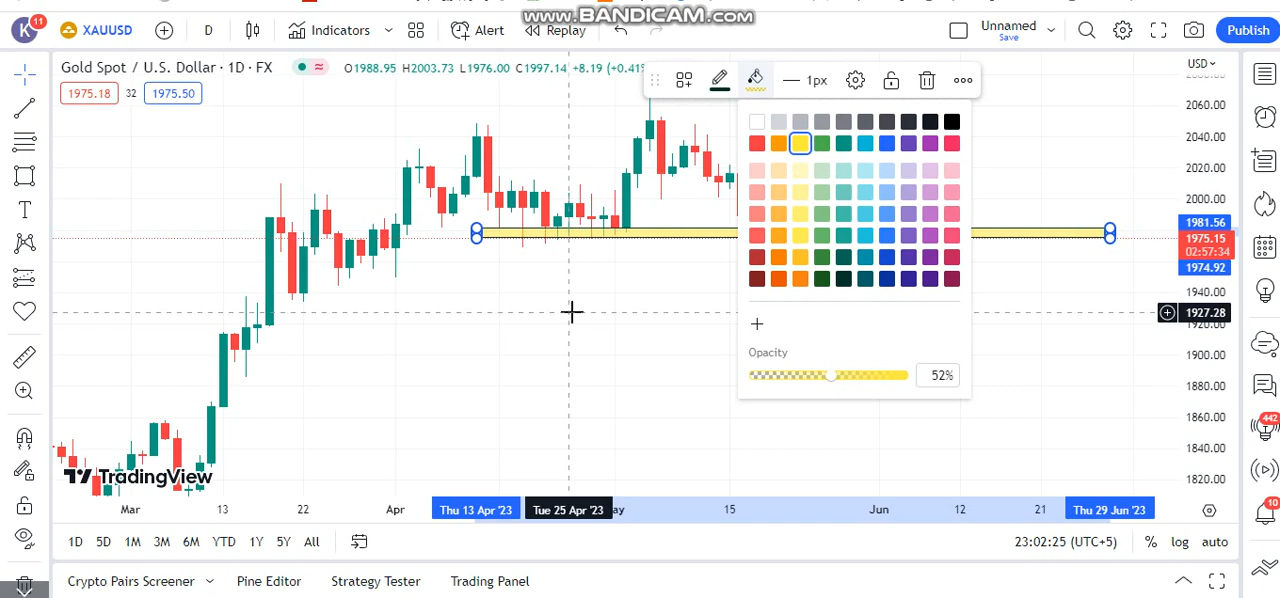 www.BANDICAM.com
K 11 XAUUSD D Indicators Alert Replay Unnamed Save Publish
Gold Spot / U.S. Dollar · 1D · FX O1988.95 H2003.73 L1976.00 C1997.14 +8.19 USD
1975.18 32 1975.50
1px
2060.00
2040.00
2020.00
2000.00
1981.56
1975.15
02:57:34
1974.92
1940.00
1927.28
1920.00
1900.00
1880.00
1860.00
1840.00
1820.00
Opacity
52%
442
10
TradingView
Mar 13 22 Apr Thu 13 Apr '23 Tue 25 Apr '23 15 Jun 12 21 Thu 29 Jun '23
1D 5D 1M 3M 6M YTD 1Y 5Y All 23:02:25 (UTC+5) % log auto
Crypto Pairs Screener Pine Editor Strategy Tester Trading Panel